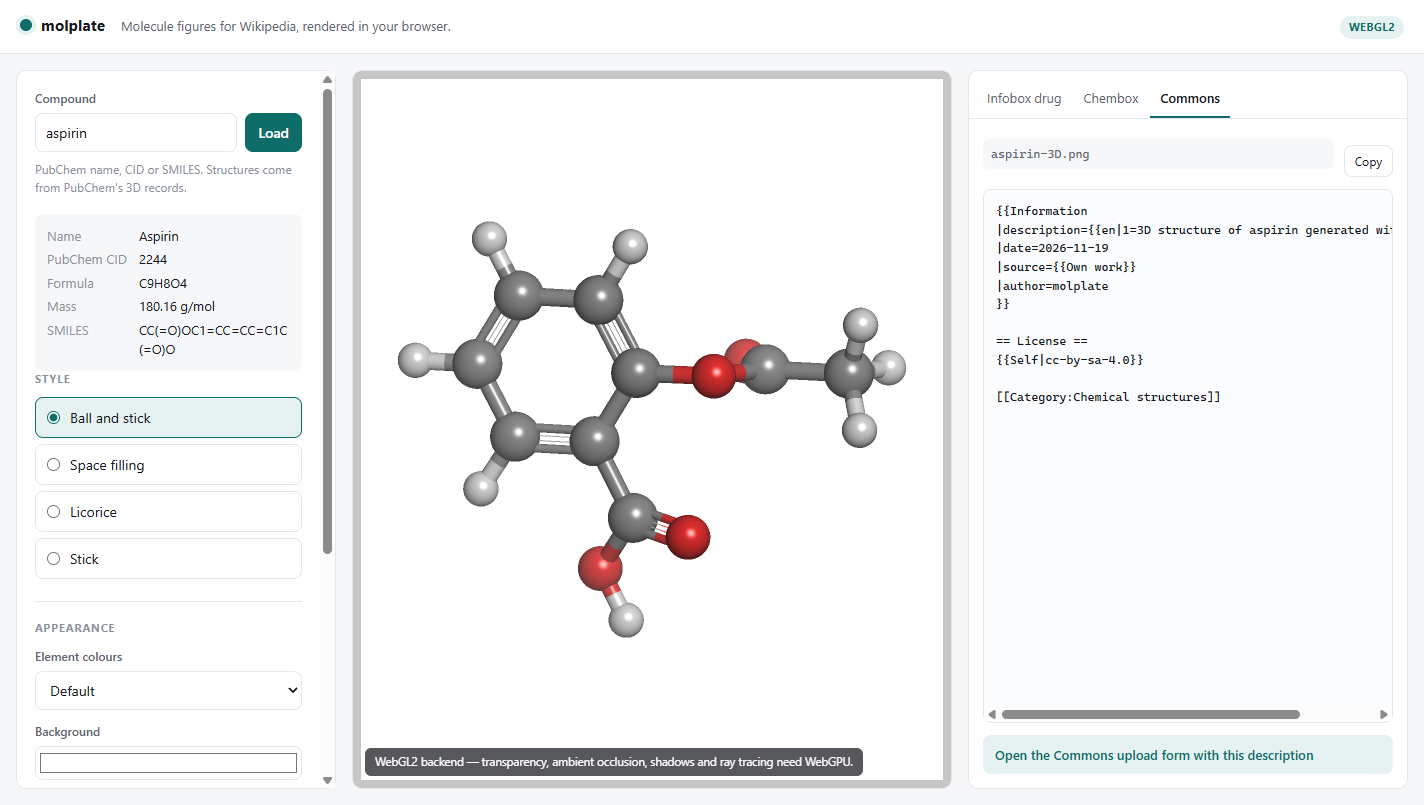 molplate
Molecule figures for Wikipedia, rendered in your browser.
WEBGL2
Compound
aspirin
Load
PubChem name, CID or SMILES. Structures come
from PubChem's 3D records.
Name Aspirin
PubChem CID 2244
Formula C9H8O4
Mass 180.16 g/mol
SMILES CC(=O)OC1=CC=CC=C1C
(=O)O
STYLE
Ball and stick
Space filling
Licorice
Stick
APPEARANCE
Element colours
Default
Background
WebGL2 backend — transparency, ambient occlusion, shadows and ray tracing need WebGPU.
Infobox drug
Chembox
Commons
aspirin-3D.png
Copy
{{Information
|description={{en|1=3D structure of aspirin generated wit
|date=2026-11-19
|source={{Own work}}
|author=molplate
}}
== License ==
{{Self|cc-by-sa-4.0}}
[[Category:Chemical structures]]
Open the Commons upload form with this description